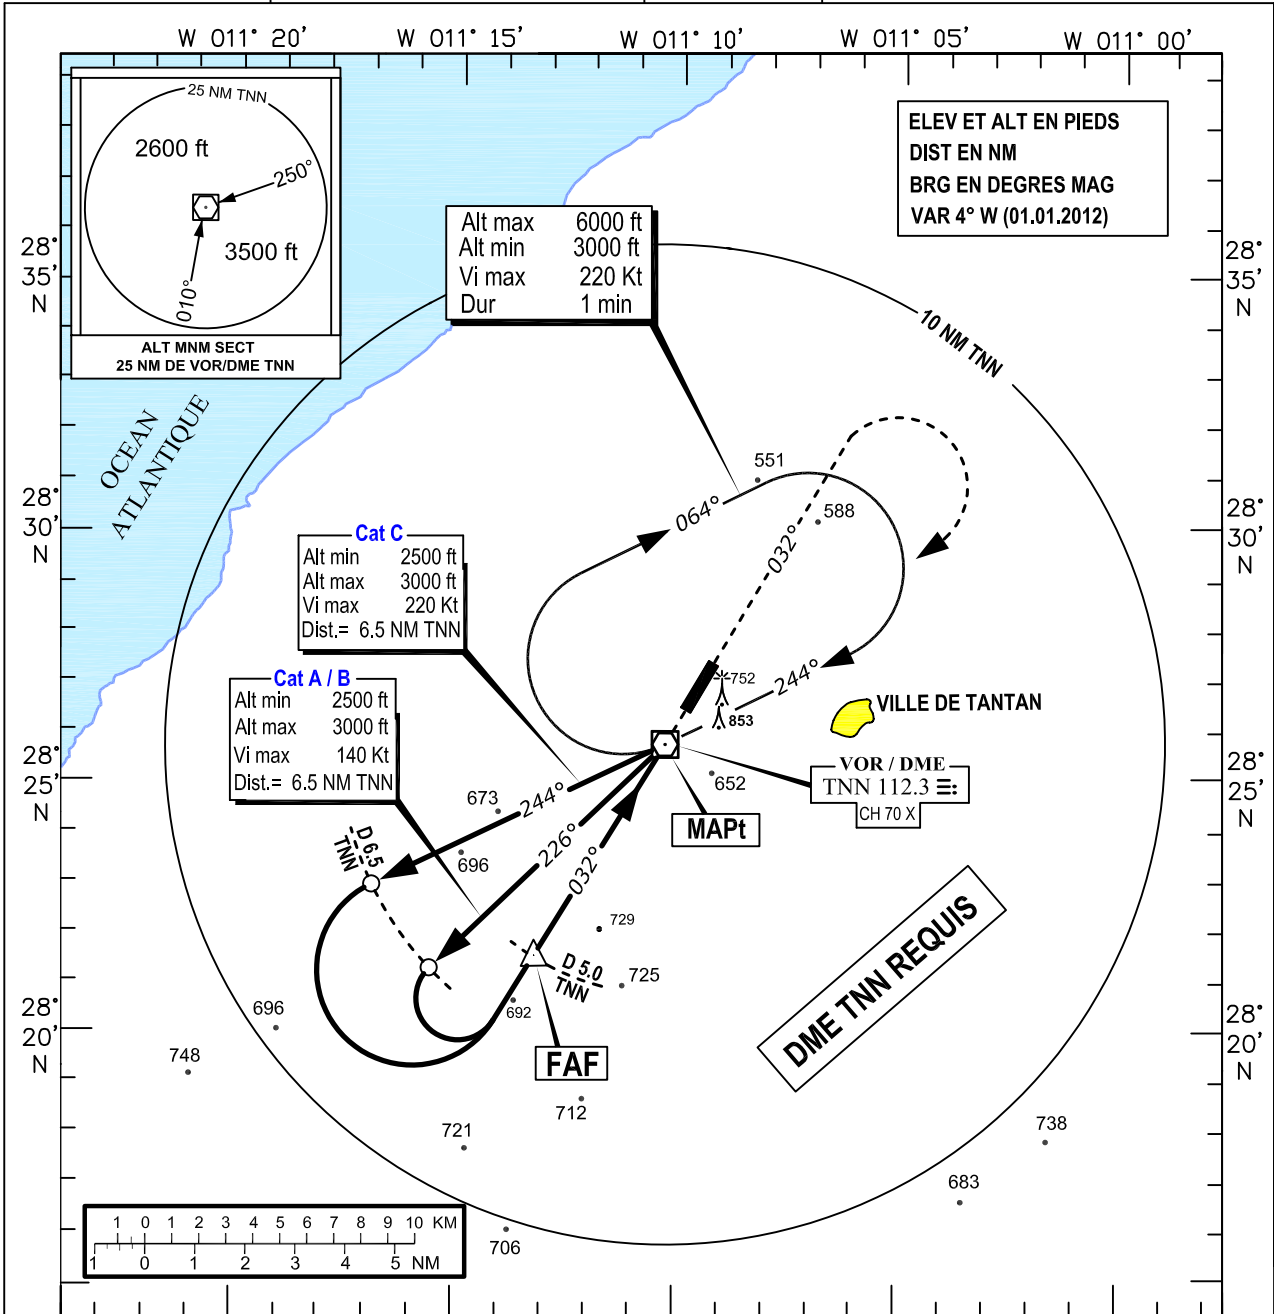 W 011° 20' W 011° 15' W 011° 10' W 011° 05' W 011° 00'
25 NM TNN
2600 ft
250°
3500 ft
010°
ALT MNM SECT
25 NM DE VOR/DME TNN
ELEV ET ALT EN PIEDS
DIST EN NM
BRG EN DEGRES MAG
VAR 4° W (01.01.2012)
Alt max 6000 ft
Alt min 3000 ft
Vi max 220 Kt
Dur 1 min
28°
35'
N
28°
35'
N
10 NM TNN
OCEAN
ATLANTIQUE
551
064°
588
032°
28°
30'
N
28°
30'
N
Cat C
Alt min 2500 ft
Alt max 3000 ft
Vi max 220 Kt
Dist.= 6.5 NM TNN
Cat A / B
Alt min 2500 ft
Alt max 3000 ft
Vi max 140 Kt
Dist.= 6.5 NM TNN
752
853
244°
VILLE DE TANTAN
VOR / DME
TNN 112.3
CH 70 X
652
MAPt
28°
25'
N
28°
25'
N
673
244°
226°
032°
696
D 6.5
TNN
729
725
D 5.0
TNN
692
FAF
DME TNN REQUIS
28°
20'
N
28°
20'
N
696
748
712
721
738
683
706
1 0 1 2 3 4 5 6 7 8 9 10 KM
1 0 1 2 3 4 5 NM